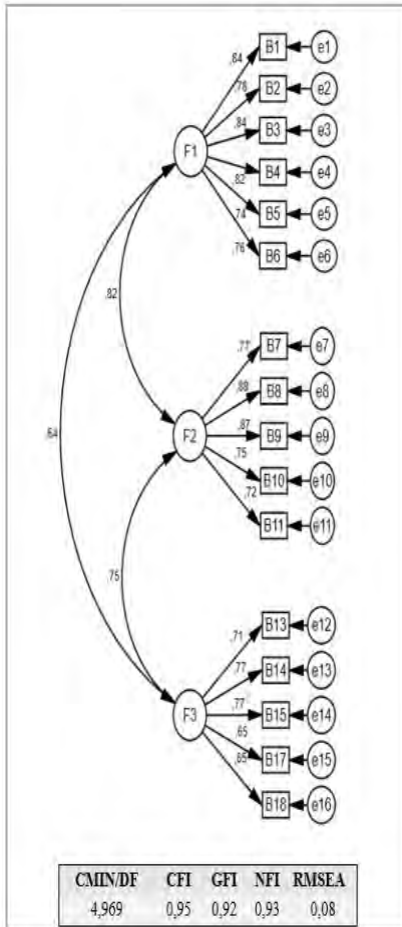 B1 e1
,64
B2 e2
,78
B3 e3
,84
F1
B4 e4
,82
B5 e5
,74
B6 e6
,76
,82
B7 e7
,77
B8 e8
,88
,64
F2 ,87 B9 e9
,75
B10 e10
,72
B11 e11
,75
B13 e12
,71
B14 e13
,77
F3 ,77 B15 e14
,65
B17 e15
,65
B18 e16
CMIN/DF CFI GFI NFI RMSEA
4,969 0,95 0,92 0,93 0,08